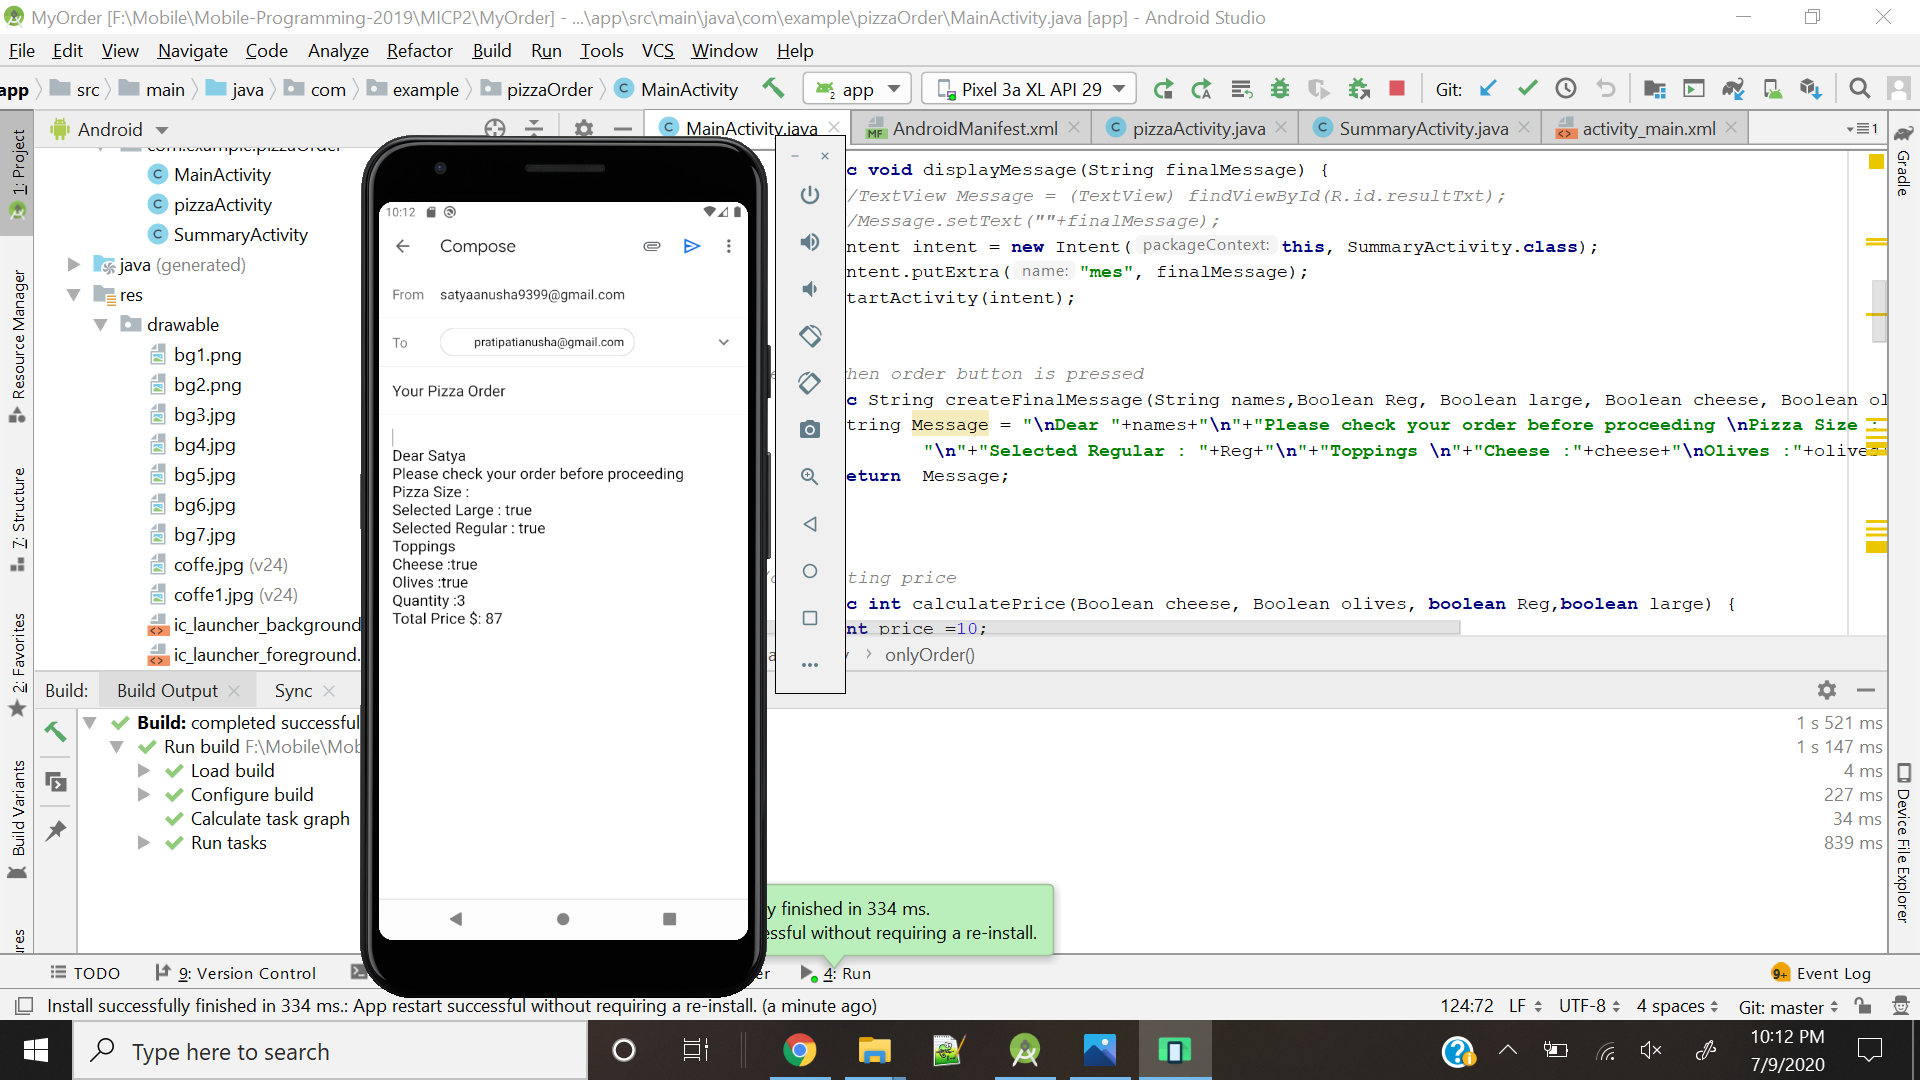 MyOrder [F:\Mobile\Mobile-Programming-2019\MICP2\MyOrder] - ...\app\src\main\java\com\example\pizzaOrder\MainActivity.java [app] - Android Studio
File Edit View Navigate Code Analyze Refactor Build Run Tools VCS Window Help
app src main java com example pizzaOrder MainActivity app Pixel 3a XL API 29 Git:
Android MainActivity.java AndroidManifest.xml pizzaActivity.java SummaryActivity.java activity_main.xml 1
com.example.pizzaOrder
MainActivity
pizzaActivity
SummaryActivity
java (generated)
res
drawable
bg1.png
bg2.png
bg3.jpg
bg4.jpg
bg5.jpg
bg6.jpg
bg7.jpg
coffe.jpg (v24)
coffe1.jpg (v24)
ic_launcher_background
ic_launcher_foreground.
1: Project
Resource Manager
7: Structure
2: Favorites
Build Variants
ures
10:12
Compose
From satyaanusha9399@gmail.com
To pratipatianusha@gmail.com
Your Pizza Order
Dear Satya
Please check your order before proceeding
Pizza Size :
Selected Large : true
Selected Regular : true
Toppings
Cheese :true
Olives :true
Quantity :3
Total Price $: 87
c void displayMessage(String finalMessage) {
/TextView Message = (TextView) findViewById(R.id.resultTxt);
/Message.setText(""+finalMessage);
ntent intent = new Intent( packageContext: this, SummaryActivity.class);
ntent.putExtra( name: "mes", finalMessage);
tartActivity(intent);
hen order button is pressed
c String createFinalMessage(String names,Boolean Reg, Boolean large, Boolean cheese, Boolean ol
tring Message = "\nDear "+names+"\n"+"Please check your order before proceeding \nPizza Size :
"\n"+"Selected Regular : "+Reg+"\n"+"Toppings \n"+"Cheese :"+cheese+"\nOlives :"+olives
eturn Message;
ting price
c int calculatePrice(Boolean cheese, Boolean olives, boolean Reg,boolean large) {
nt price =10;
onlyOrder()
Gradle
Device File Explorer
Build: Build Output Sync
Build: completed successful 1 s 521 ms
Run build F:\Mobile\Mob 1 s 147 ms
Load build 4 ms
Configure build 227 ms
Calculate task graph 34 ms
Run tasks 839 ms
y finished in 334 ms.
essful without requiring a re-install.
TODO 9: Version Control er 4: Run 9+ Event Log
Install successfully finished in 334 ms.: App restart successful without requiring a re-install. (a minute ago) 124:72 LF UTF-8 4 spaces Git: master
Type here to search
10:12 PM
7/9/2020